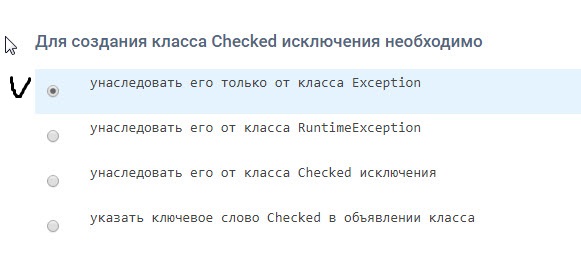 Для создания класса Checked исключения необходимо
унаследовать его только от класса Exception
унаследовать его от класса RuntimeException
унаследовать его от класса Checked исключения
указать ключевое слово Checked в объявлении класса